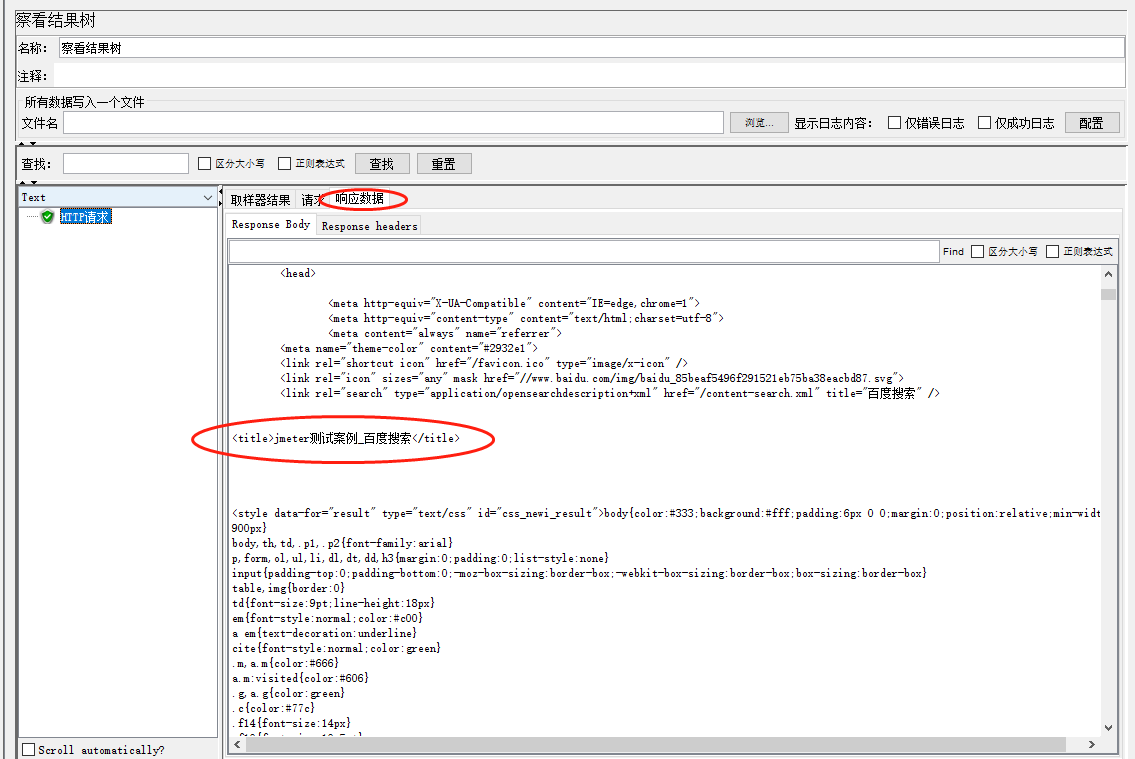 察看结果树
名称： 察看结果树
注释：
所有数据写入一个文件
文件名 浏览... 显示日志内容： 仅错误日志 仅成功日志 配置
查找： 区分大小写 正则表达式 查找 重置
Text
HTTP请求
取样器结果 请求 响应数据
Response Body Response headers
Find 区分大小写 正则表达式
<head>
<meta http-equiv="X-UA-Compatible" content="IE=edge,chrome=1">
<meta http-equiv="content-type" content="text/html;charset=utf-8">
<meta content="always" name="referrer">
<meta name="theme-color" content="#2932e1">
<link rel="shortcut icon" href="/favicon.ico" type="image/x-icon" />
<link rel="icon" sizes="any" mask href="//www.baidu.com/img/baidu_85beaf5496f291521eb75ba38eacbd87.svg">
<link rel="search" type="application/opensearchdescription+xml" href="/content-search.xml" title="百度搜索" />
<title>jmeter测试案例_百度搜索</title>
<style data-for="result" type="text/css" id="css_newi_result">body{color:#333;background:#fff;padding:6px 0 0;margin:0;position:relative;min-widt
900px}
body,th,td,.p1,.p2{font-family:arial}
p,form,ol,ul,li,dl,dt,dd,h3{margin:0;padding:0;list-style:none}
input{padding-top:0;padding-bottom:0;-moz-box-sizing:border-box;-webkit-box-sizing:border-box;box-sizing:border-box}
table,img{border:0}
td{font-size:9pt;line-height:18px}
em{font-style:normal;color:#c00}
a em{text-decoration:underline}
cite{font-style:normal;color:green}
.m,a.m{color:#666}
a.m:visited{color:#606}
.g,a.g{color:green}
.c{color:#77c}
.f14{font-size:14px}
Scroll automatically?